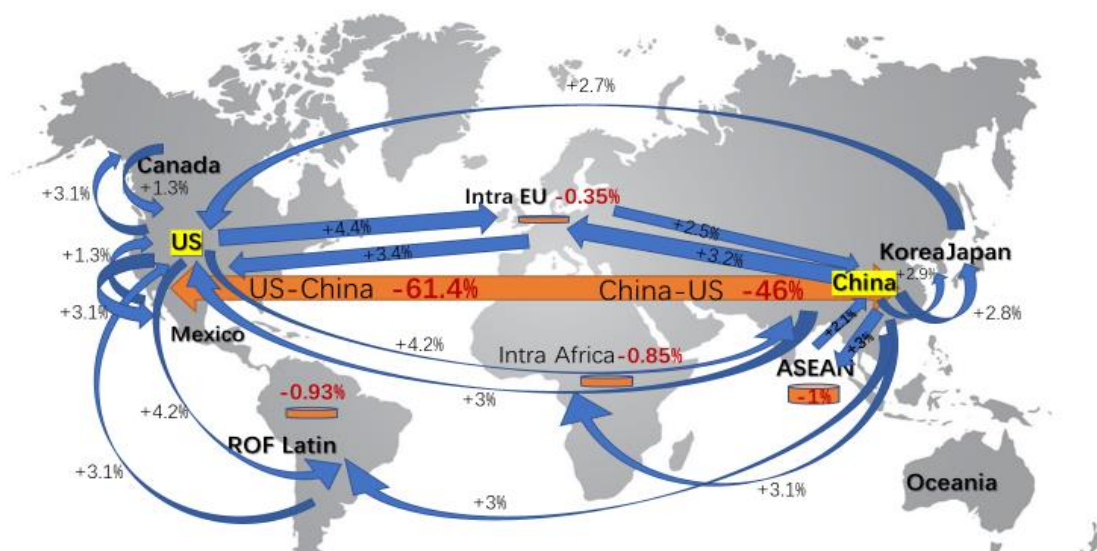 +2.7%
Canada
+3.1%
+1.3%
Intra EU -0.35%
+4.4%
+2.5%
US
+3.4%
+3.2%
KoreaJapan
+1.3%
+2.9%
China
US-China -61.4%
China-US -46%
+3.1%
+2.8%
Mexico
+2.1%
+4.2%
+3%
Intra Africa -0.85%
ASEAN
-0.93%
+3%
-1%
+4.2%
ROF Latin
+3.1%
+3%
+3.1%
Oceania